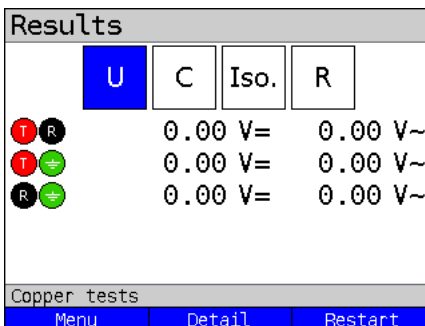 Results
U C Iso. R
T R 0.00 V= 0.00 V~
T 0.00 V= 0.00 V~
R 0.00 V= 0.00 V~
Copper tests
Menu Detail Restart